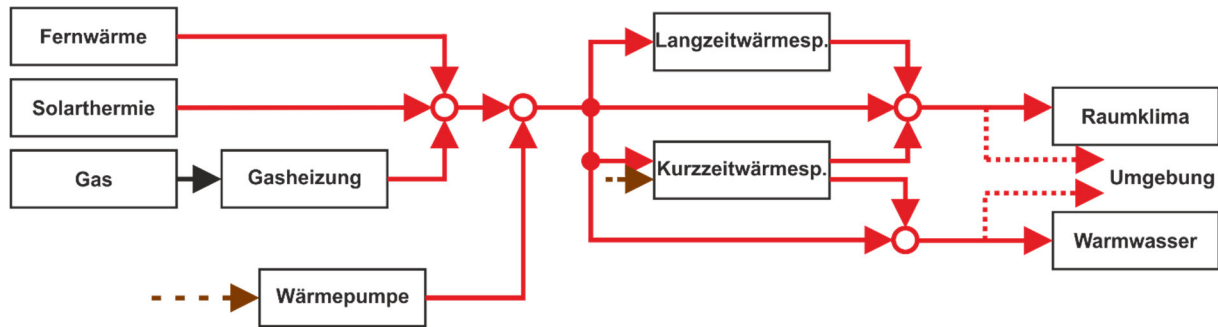 Fernwärme
Langzeitwärmesp.
Solarthermie
Raumklima
Gas
Gasheizung
Kurzzeitwärmesp.
Umgebung
Warmwasser
Wärmepumpe